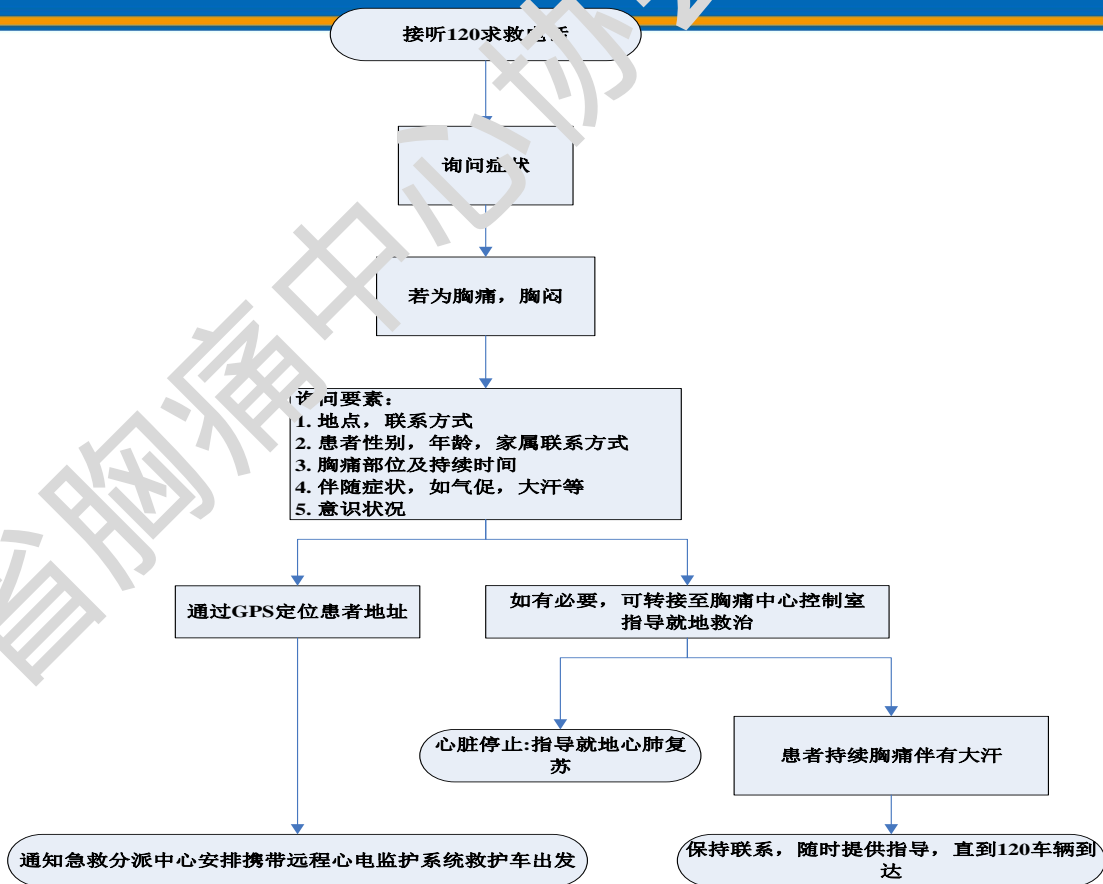 接听120求救电话
询问症状
若为胸痛，胸闷
询问要素：
1. 地点，联系方式
2. 患者性别，年龄，家属联系方式
3. 胸痛部位及持续时间
4. 伴随症状，如气促，大汗等
5. 意识状况
通过GPS定位患者地址
如有必要，可转接至胸痛中心控制室
指导就地救治
心脏停止:指导就地心肺复
苏
患者持续胸痛伴有大汗
通知急救分派中心安排携带远程心电监护系统救护车出发
保持联系，随时提供指导，直到120车辆到
达
省胸痛中心协